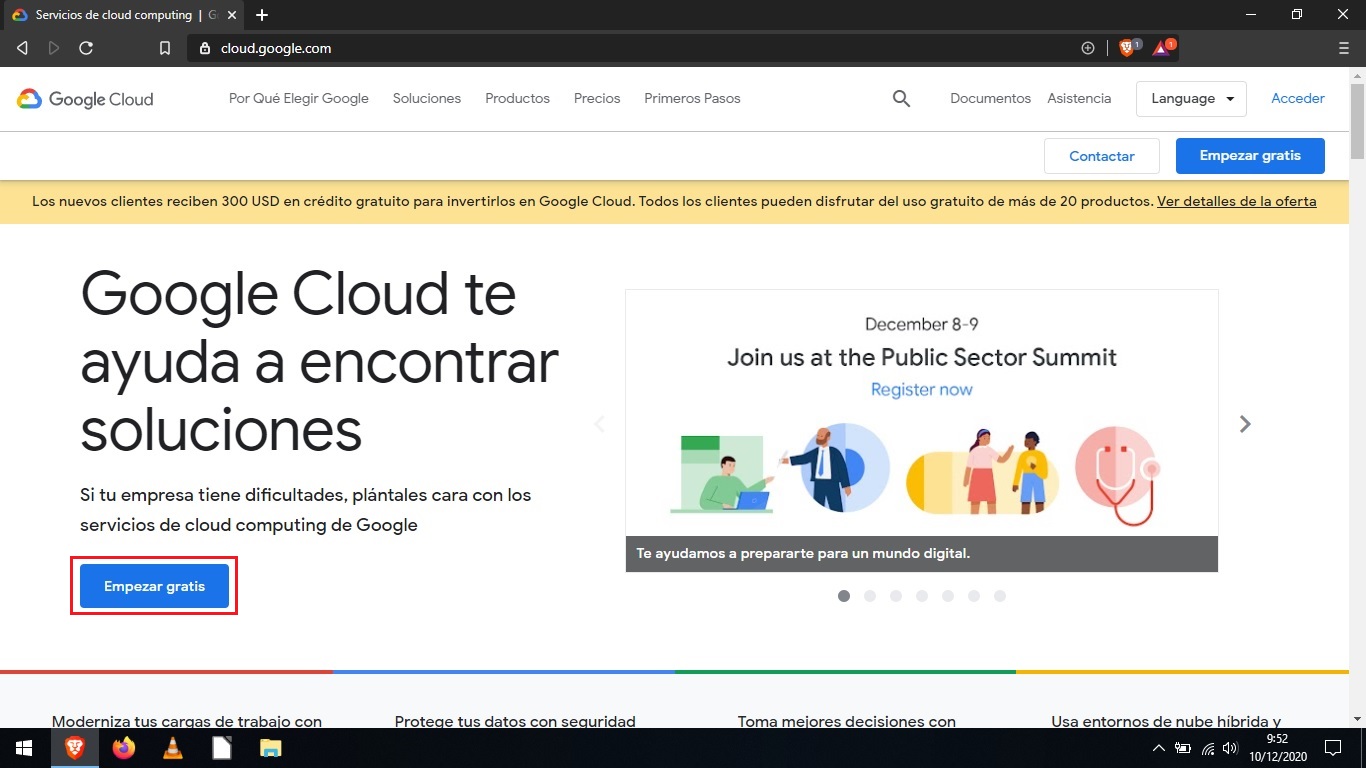 Servicios de cloud computing | G
cloud.google.com
1
1
Google Cloud
Por Qué Elegir Google
Soluciones
Productos
Precios
Primeros Pasos
Documentos
Asistencia
Language
Acceder
Contactar
Empezar gratis
Los nuevos clientes reciben 300 USD en crédito gratuito para invertirlos en Google Cloud. Todos los clientes pueden disfrutar del uso gratuito de más de 20 productos. Ver detalles de la oferta
Google Cloud te
ayuda a encontrar
soluciones
Si tu empresa tiene dificultades, plántales cara con los
servicios de cloud computing de Google
Empezar gratis
December 8-9
Join us at the Public Sector Summit
Register now
Te ayudamos a prepararte para un mundo digital.
Moderniza tus cargas de trabajo con
Protege tus datos con seguridad
Toma mejores decisiones con
Usa entornos de nube híbrida y
9:52
10/12/2020